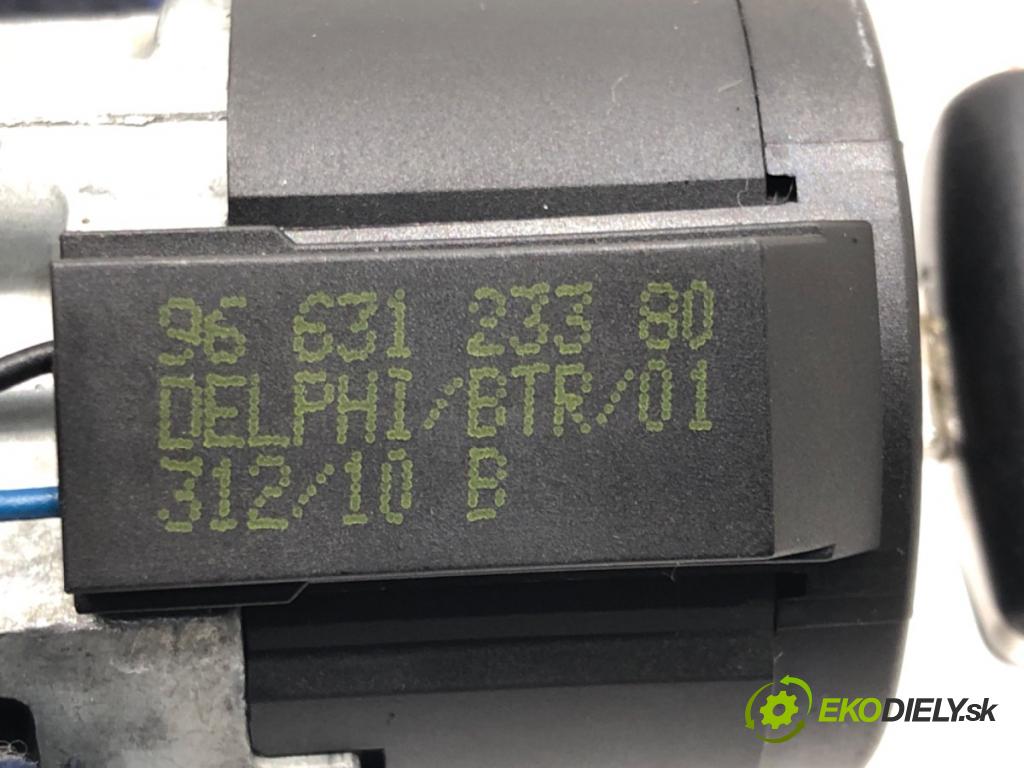 96 631 233 80
DELPHI/BTR/01
312/10 B
EKODIELY.sk